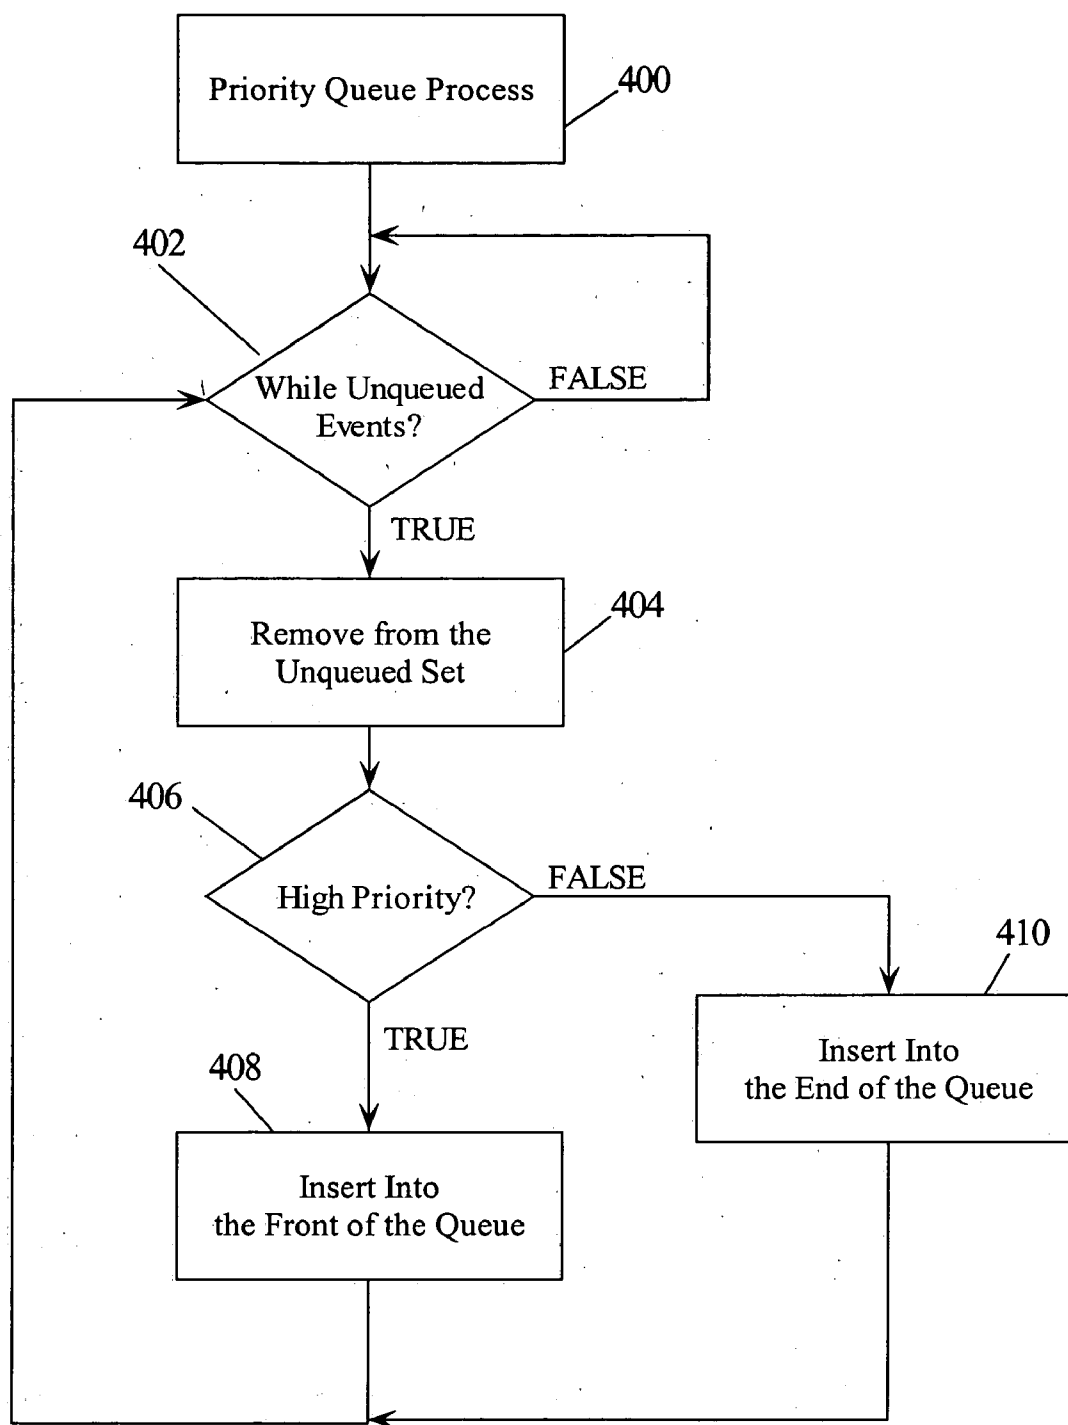 Priority Queue Process
400
402
While Unqueued
Events?
FALSE
TRUE
404
Remove from the
Unqueued Set
406
High Priority?
FALSE
410
TRUE
Insert Into
the End of the Queue
408
Insert Into
the Front of the Queue